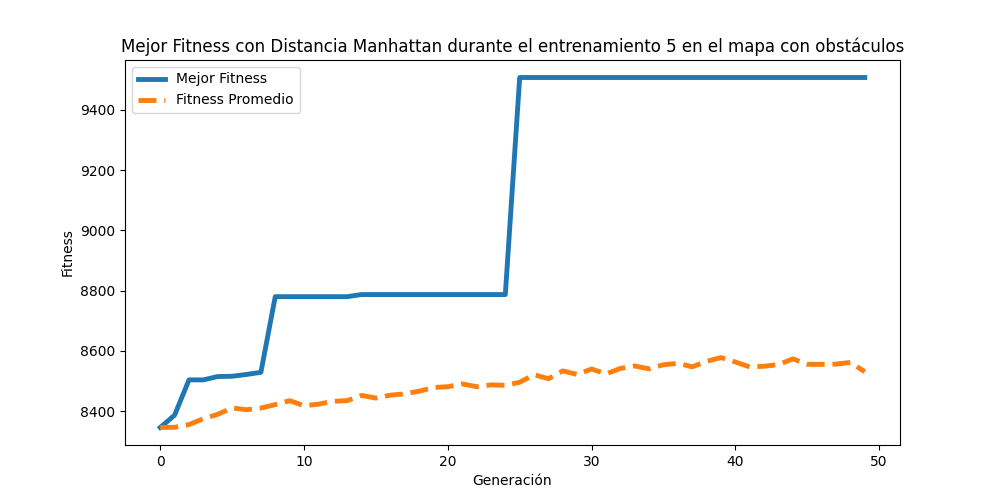 Mejor Fitness con Distancia Manhattan durante el entrenamiento 5 en el mapa con obstáculos
Mejor Fitness
Fitness Promedio
9400
9200
9000
8800
8600
8400
Fitness
0 10 20 30 40 50
Generación